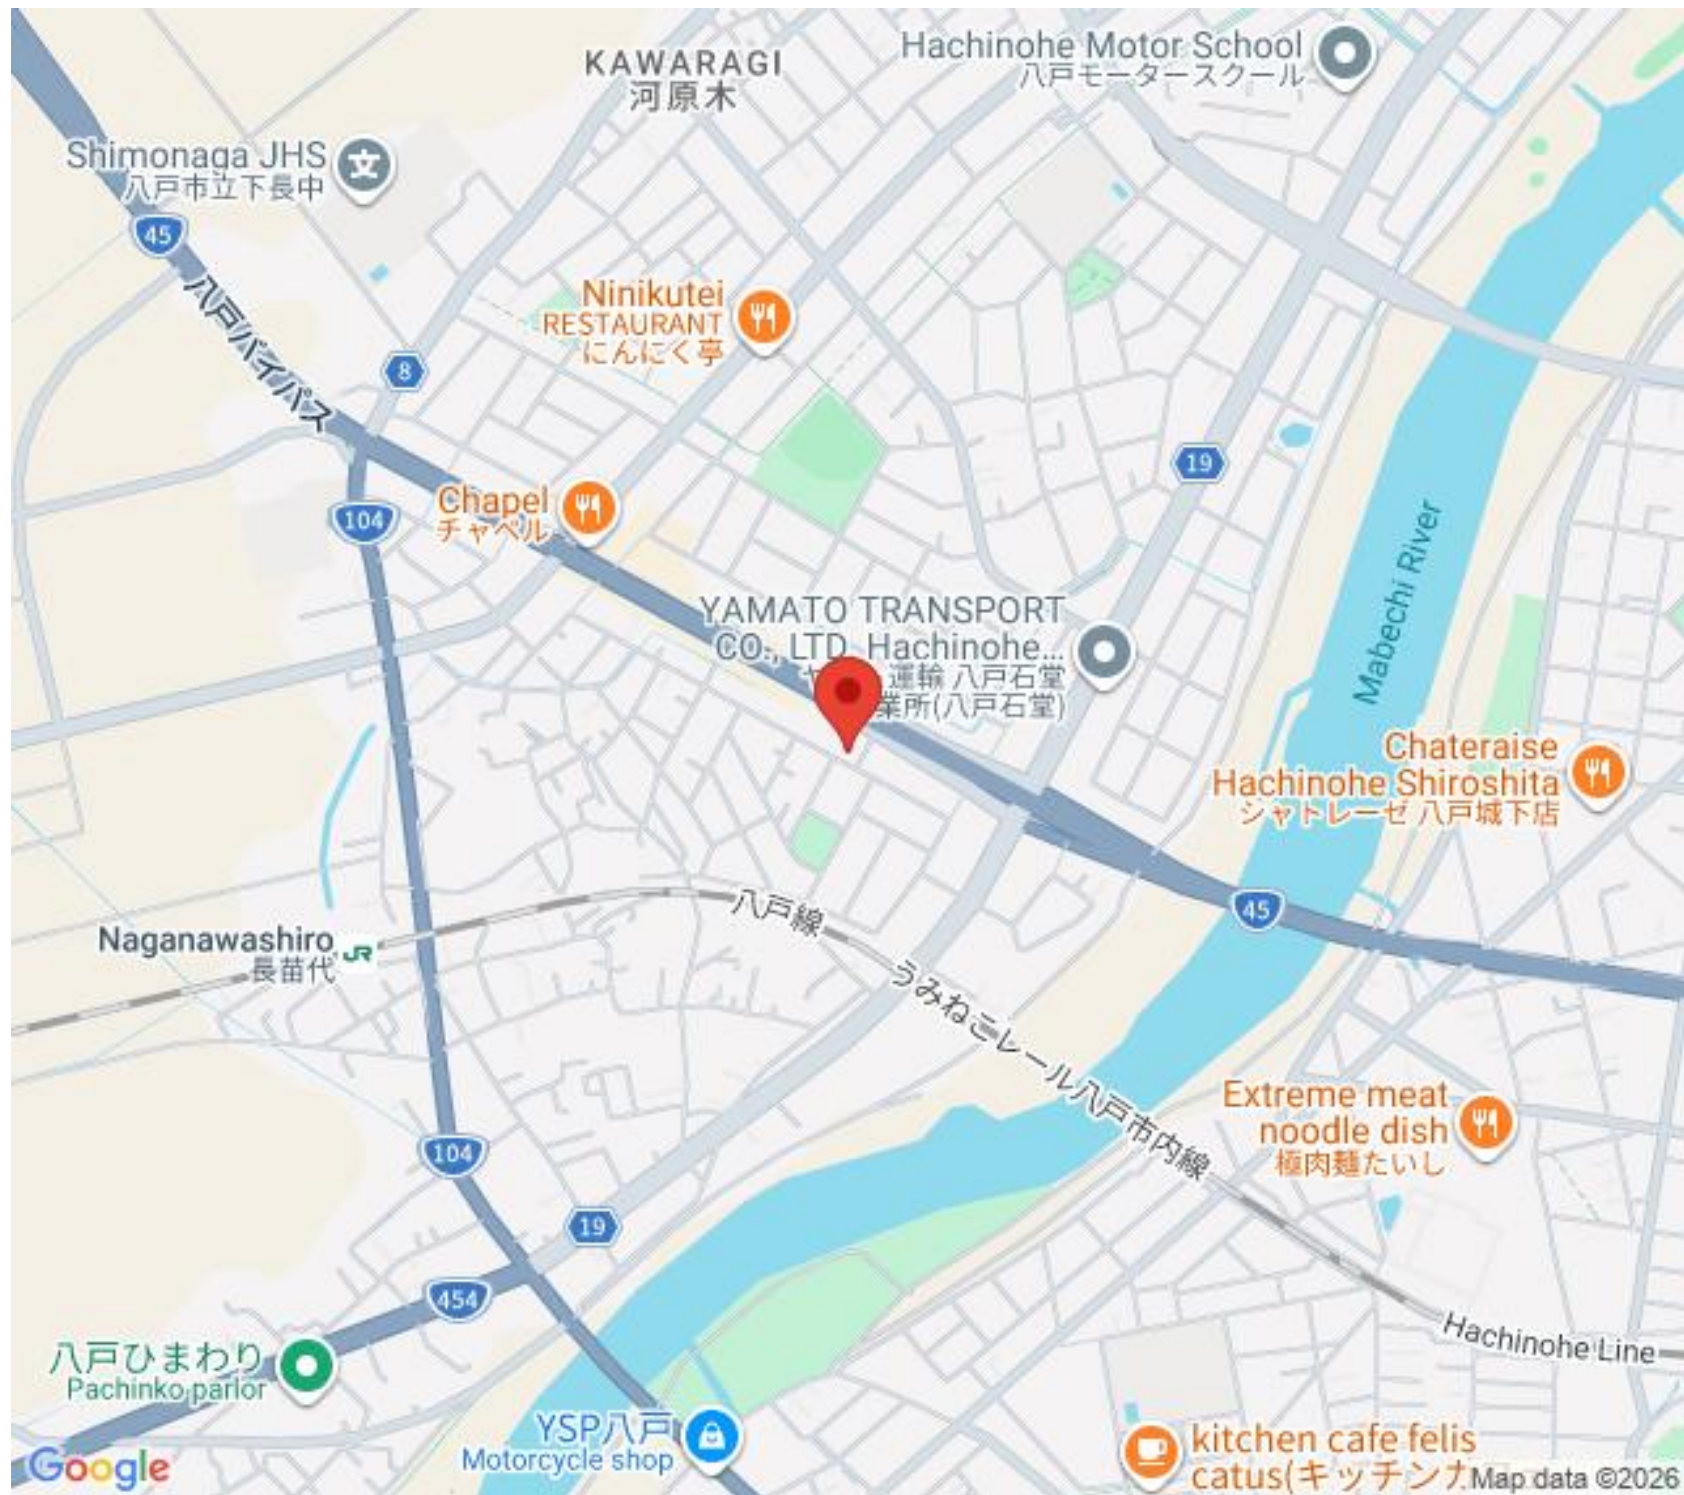 KAWARAGI
河原木
Hachinohe Motor School
八戸モータースクール
Shimonaga JHS
八戸市立下長中
45
八戸バイパス
Ninikutei
RESTAURANT
にんにく亭
8
19
Chapel
チャペル
104
Mabechi River
YAMATO TRANSPORT
CO., LTD. Hachinohe...
運輸 八戸石堂
業所(八戸石堂)
Chateraise
Hachinohe Shiroshita
シャトレーゼ 八戸城下店
45
八戸線
Naganawashiro
長苗代
JR
うみねこレール八戸市内線
Extreme meat
noodle dish
極肉麺たいし
104
19
454
Hachinohe Line
八戸ひまわり
Pachinko parlor
YSP八戸
Motorcycle shop
kitchen cafe felis
catus(キッチンカ
Google
Map data ©2026